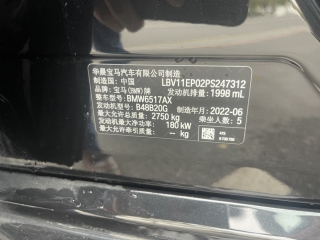 华晨宝马汽车有限公司制造
制造国: 中国 LBV11EP02PS247312
品牌: 宝马(BMW)牌
整车型号: BMW6517AX 发动机排量: 1998 mL
发动机型号: B48B20G
最大允许总质量: 2750 kg 制造年月: 2022-06
发动机最大净功率: 180 kW 乘坐人数: 5
最大允许牵引质量: -- kg